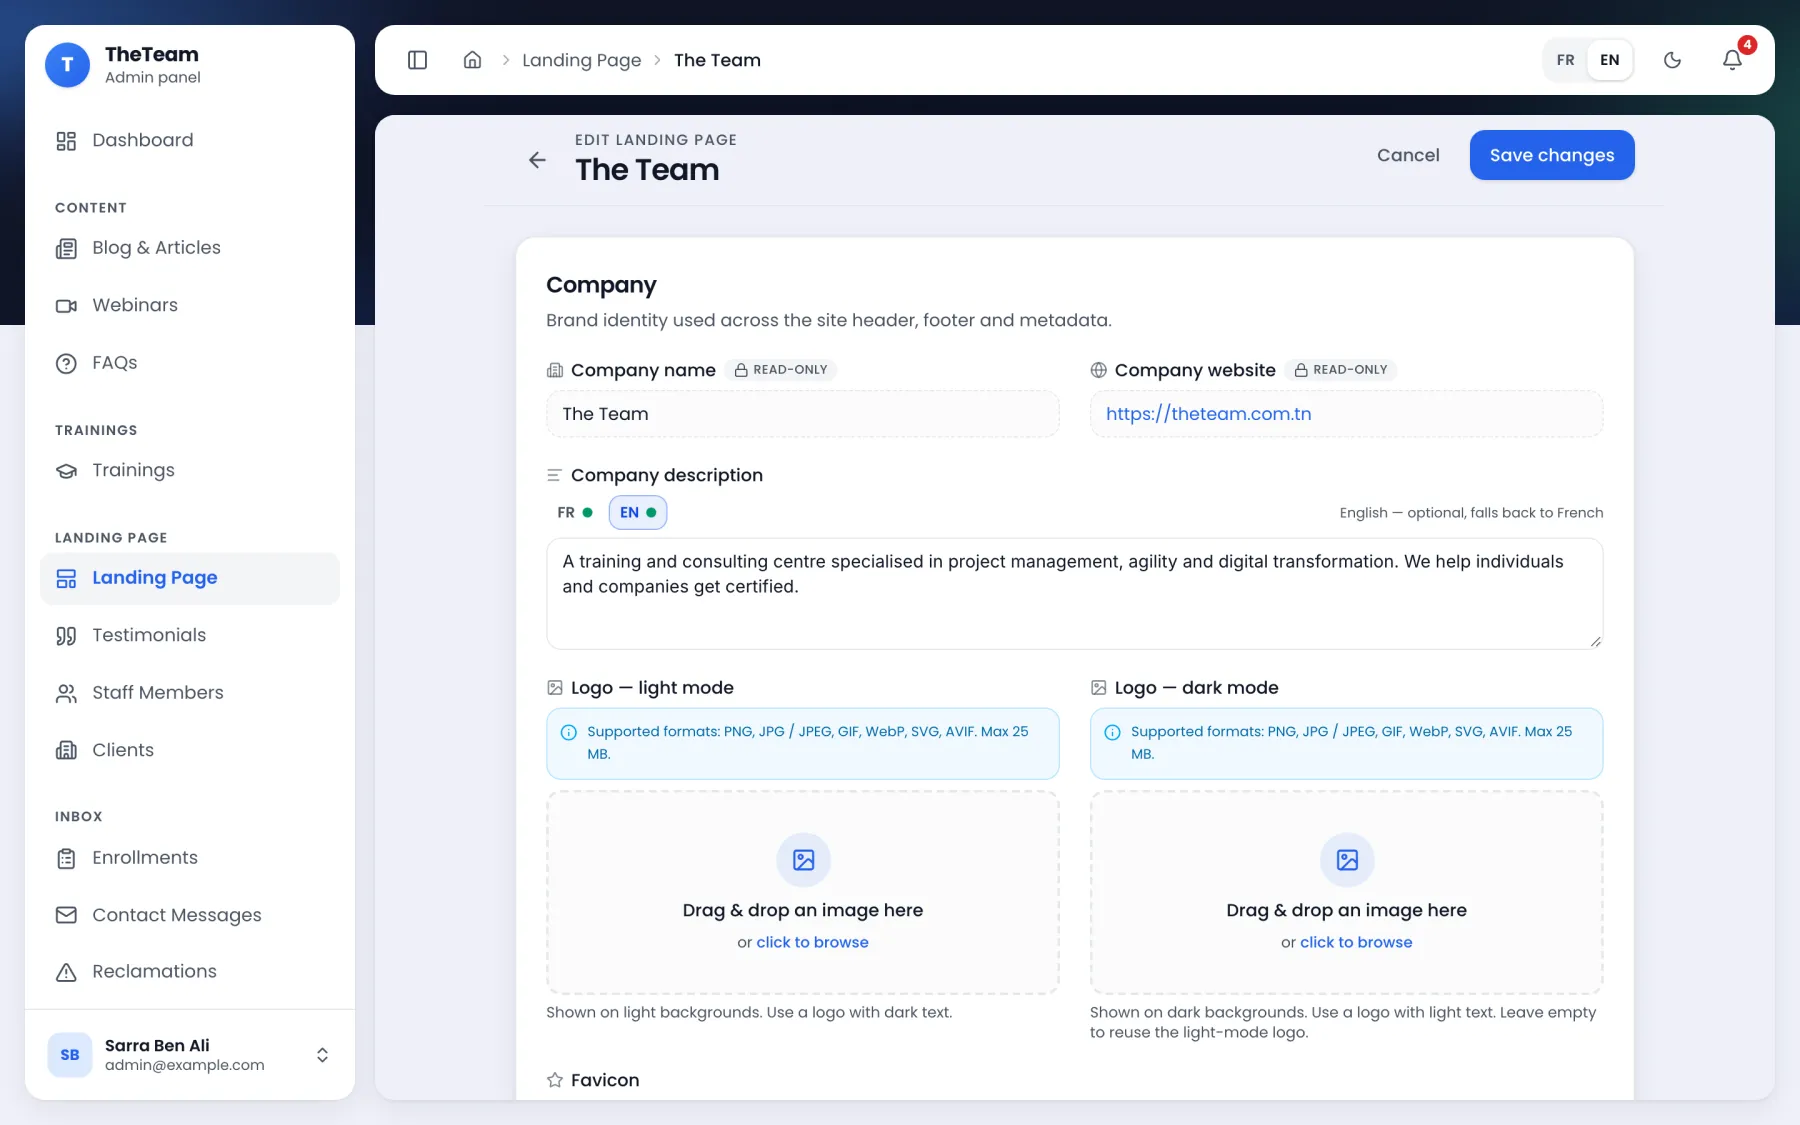 T
TheTeam
Admin panel
Dashboard
CONTENT
Blog & Articles
Webinars
FAQs
TRAININGS
Trainings
LANDING PAGE
Landing Page
Testimonials
Staff Members
Clients
INBOX
Enrollments
Contact Messages
Reclamations
SB
Sarra Ben Ali
admin@example.com
Landing Page
The Team
FR
EN
4
EDIT LANDING PAGE
The Team
Cancel
Save changes
Company
Brand identity used across the site header, footer and metadata.
Company name
READ-ONLY
The Team
Company website
READ-ONLY
https://theteam.com.tn
Company description
FR
EN
English — optional, falls back to French
A training and consulting centre specialised in project management, agility and digital transformation. We help individuals
and companies get certified.
Logo — light mode
Supported formats: PNG, JPG / JPEG, GIF, WebP, SVG, AVIF. Max 25
MB.
Drag & drop an image here
or click to browse
Shown on light backgrounds. Use a logo with dark text.
Logo — dark mode
Supported formats: PNG, JPG / JPEG, GIF, WebP, SVG, AVIF. Max 25
MB.
Drag & drop an image here
or click to browse
Shown on dark backgrounds. Use a logo with light text. Leave empty
to reuse the light-mode logo.
Favicon